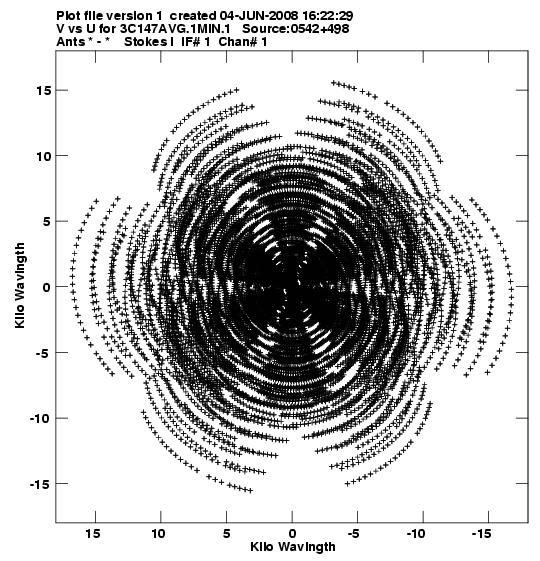 Plot file version 1 created 04-JUN-2008 16:22:29
V vs U for 3C147AVG.1MIN.1 Source:0542+498
Ants * - * Stokes I IF# 1 Chan# 1
15
10
5
0
-5
-10
-15
Kilo Wavlngth
15 10 5 0 -5 -10 -15
Kilo Wavlngth